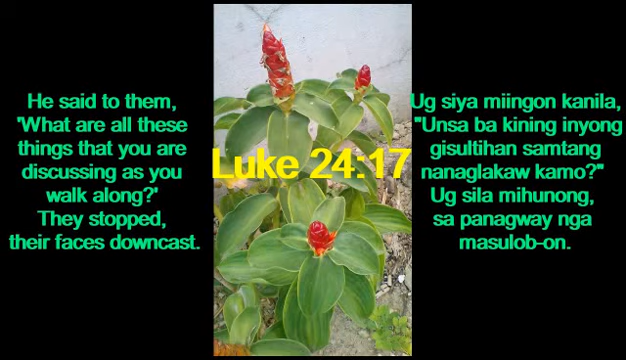 He said to them,
'What are all these
things that you are
discussing as you
walk along?'
They stopped,
their faces downcast.
Luke 24:17
Ug siya miingon kanila,
"Unsa ba kining inyong
gisultihan samtang
nanaglakaw kamo?"
Ug sila mihunong,
sa panagway nga
masulob-on.